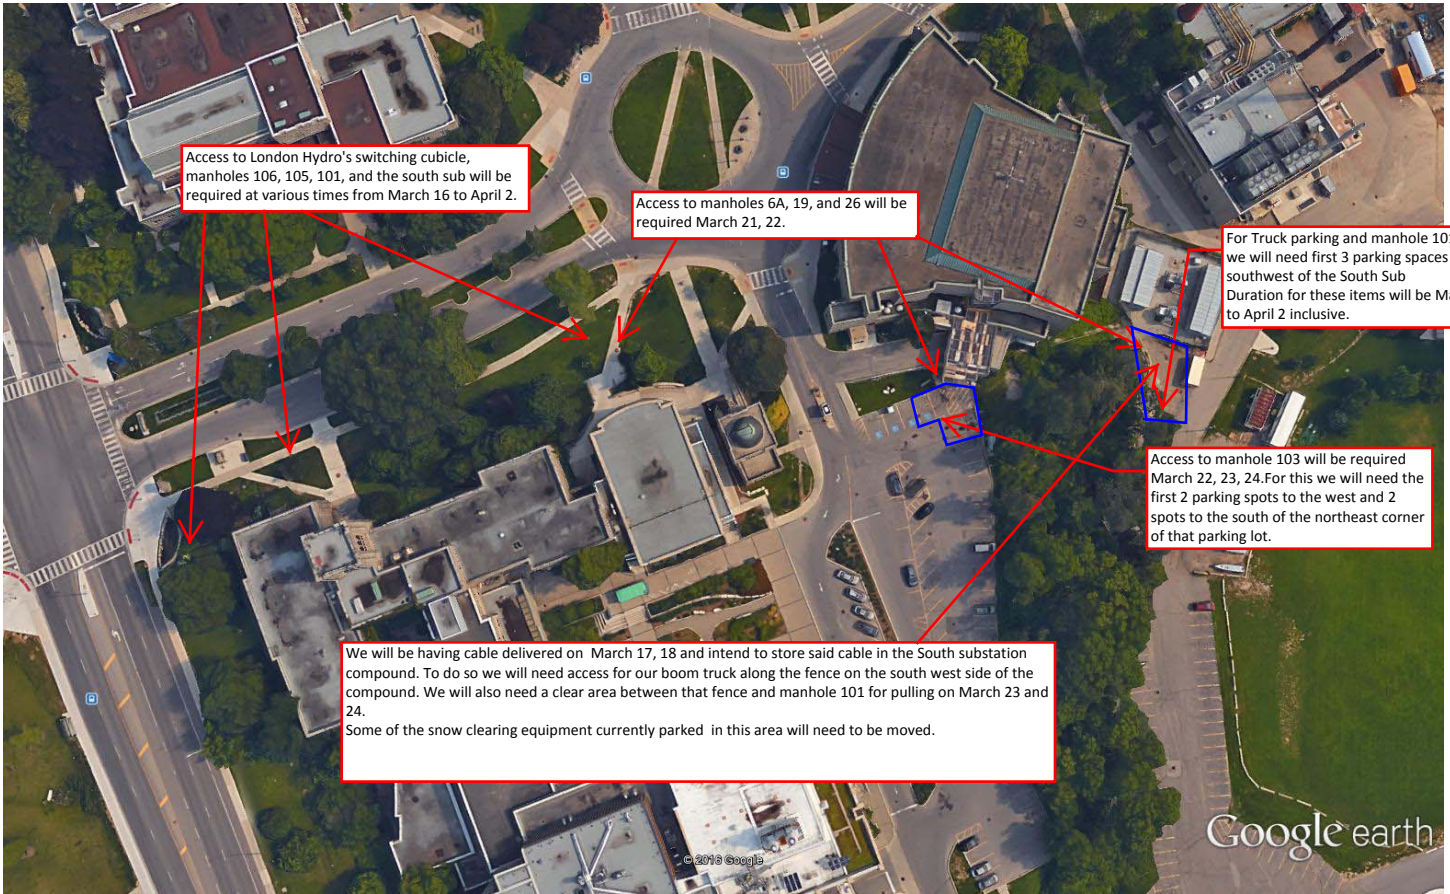 Access to London Hydro's switching cubicle,
manholes 106, 105, 101, and the south sub will be
required at various times from March 16 to April 2.
Access to manholes 6A, 19, and 26 will be
required March 21, 22.
For Truck parking and manhole 101
we will need first 3 parking spaces
southwest of the South Sub
Duration for these items will be Ma
to April 2 inclusive.
Access to manhole 103 will be required
March 22, 23, 24.For this we will need the
first 2 parking spots to the west and 2
spots to the south of the northeast corner
of that parking lot.
We will be having cable delivered on March 17, 18 and intend to store said cable in the South substation
compound. To do so we will need access for our boom truck along the fence on the south west side of the
compound. We will also need a clear area between that fence and manhole 101 for pulling on March 23 and
24.
Some of the snow clearing equipment currently parked in this area will need to be moved.
© 2016 Google
Google earth